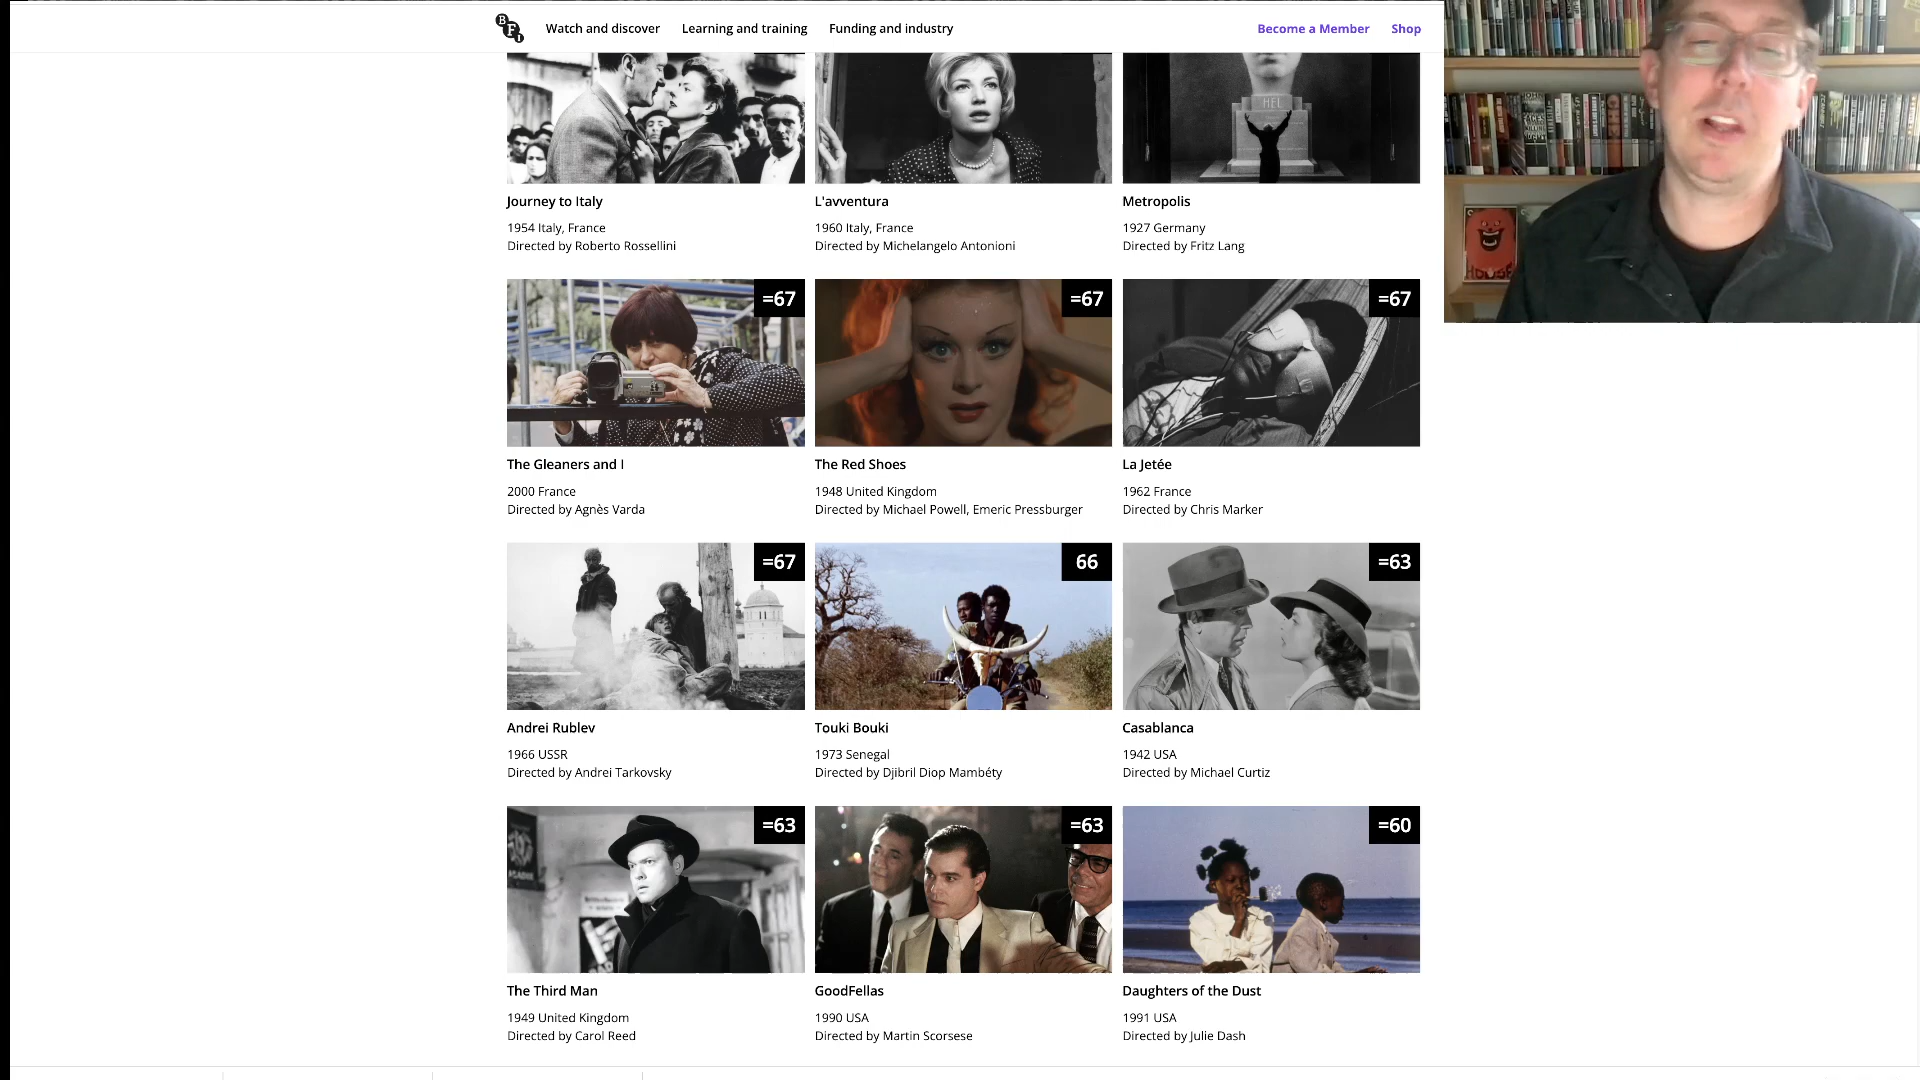 BFI
Watch and discover
Learning and training
Funding and industry
Become a Member
Shop
HEL
Journey to Italy
1954 Italy, France
Directed by Roberto Rossellini
L'avventura
1960 Italy, France
Directed by Michelangelo Antonioni
Metropolis
1927 Germany
Directed by Fritz Lang
HOUSE
=67
The Gleaners and I
2000 France
Directed by Agnès Varda
=67
The Red Shoes
1948 United Kingdom
Directed by Michael Powell, Emeric Pressburger
=67
La Jetée
1962 France
Directed by Chris Marker
=67
Andrei Rublev
1966 USSR
Directed by Andrei Tarkovsky
66
Touki Bouki
1973 Senegal
Directed by Djibril Diop Mambéty
=63
Casablanca
1942 USA
Directed by Michael Curtiz
=63
The Third Man
1949 United Kingdom
Directed by Carol Reed
=63
GoodFellas
1990 USA
Directed by Martin Scorsese
=60
Daughters of the Dust
1991 USA
Directed by Julie Dash